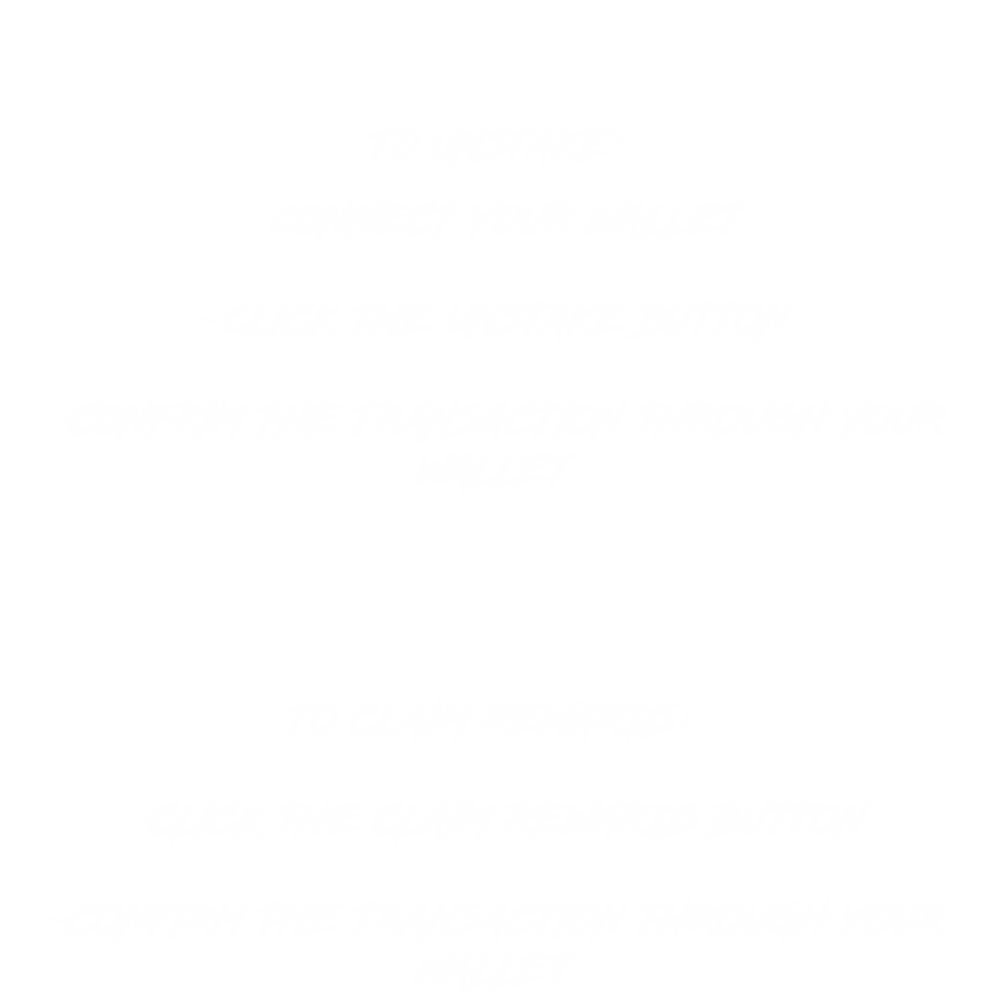 TO UNSTAKE:
-CONNECT YOUR WALLET
-CLICK THE UNSTAKE BUTTON
-CONFIRM THE TRANSACTION THROUGH YOUR
WALLET
TO CLAIM REWARDS:
-CLICK THE CLAIM REWARDS BUTTON
-CONFIRM THE TRANSACTION THROUGH YOUR
WALLET